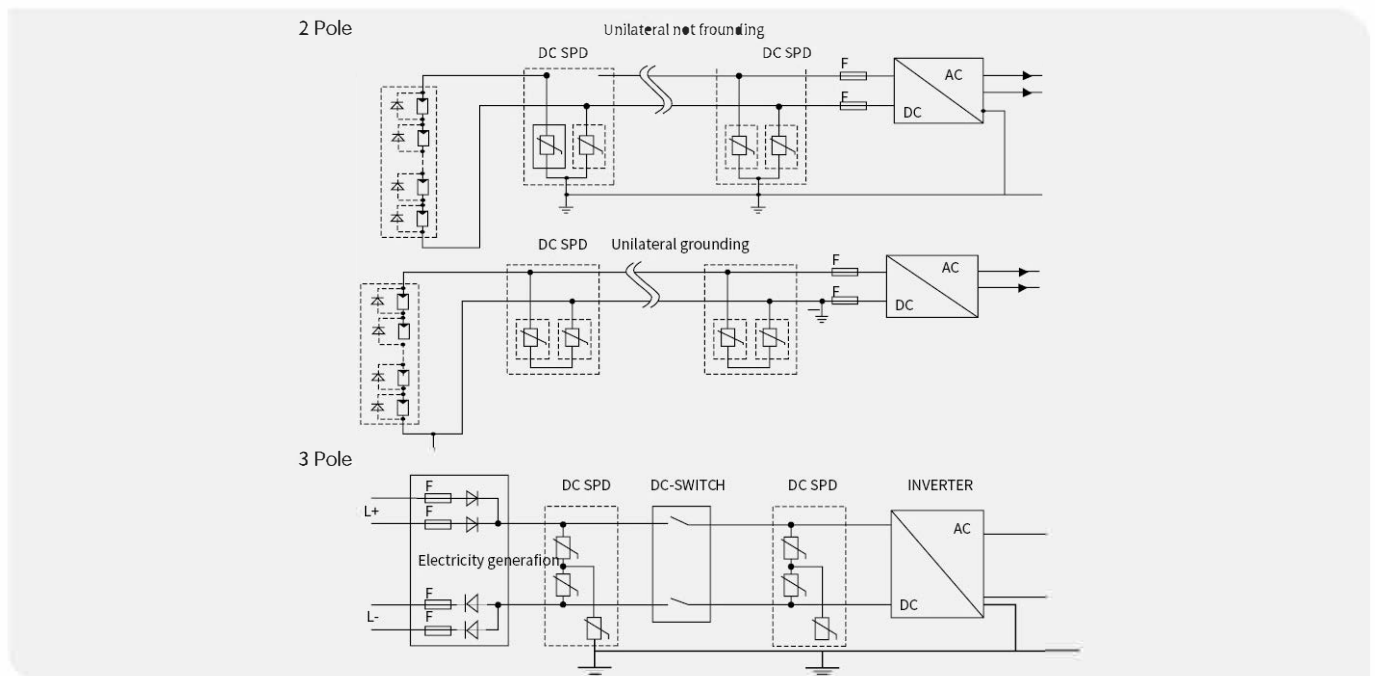 2 Pole
Unilateral not frounding
DC SPD
DC SPD
F
AC
F
DC
DC SPD
Unilateral grounding
F
AC
F
DC
3 Pole
DC SPD
DC-SWITCH
DC SPD
INVERTER
F
L+
F
AC
Electricity generafion
F
DC
L-
F